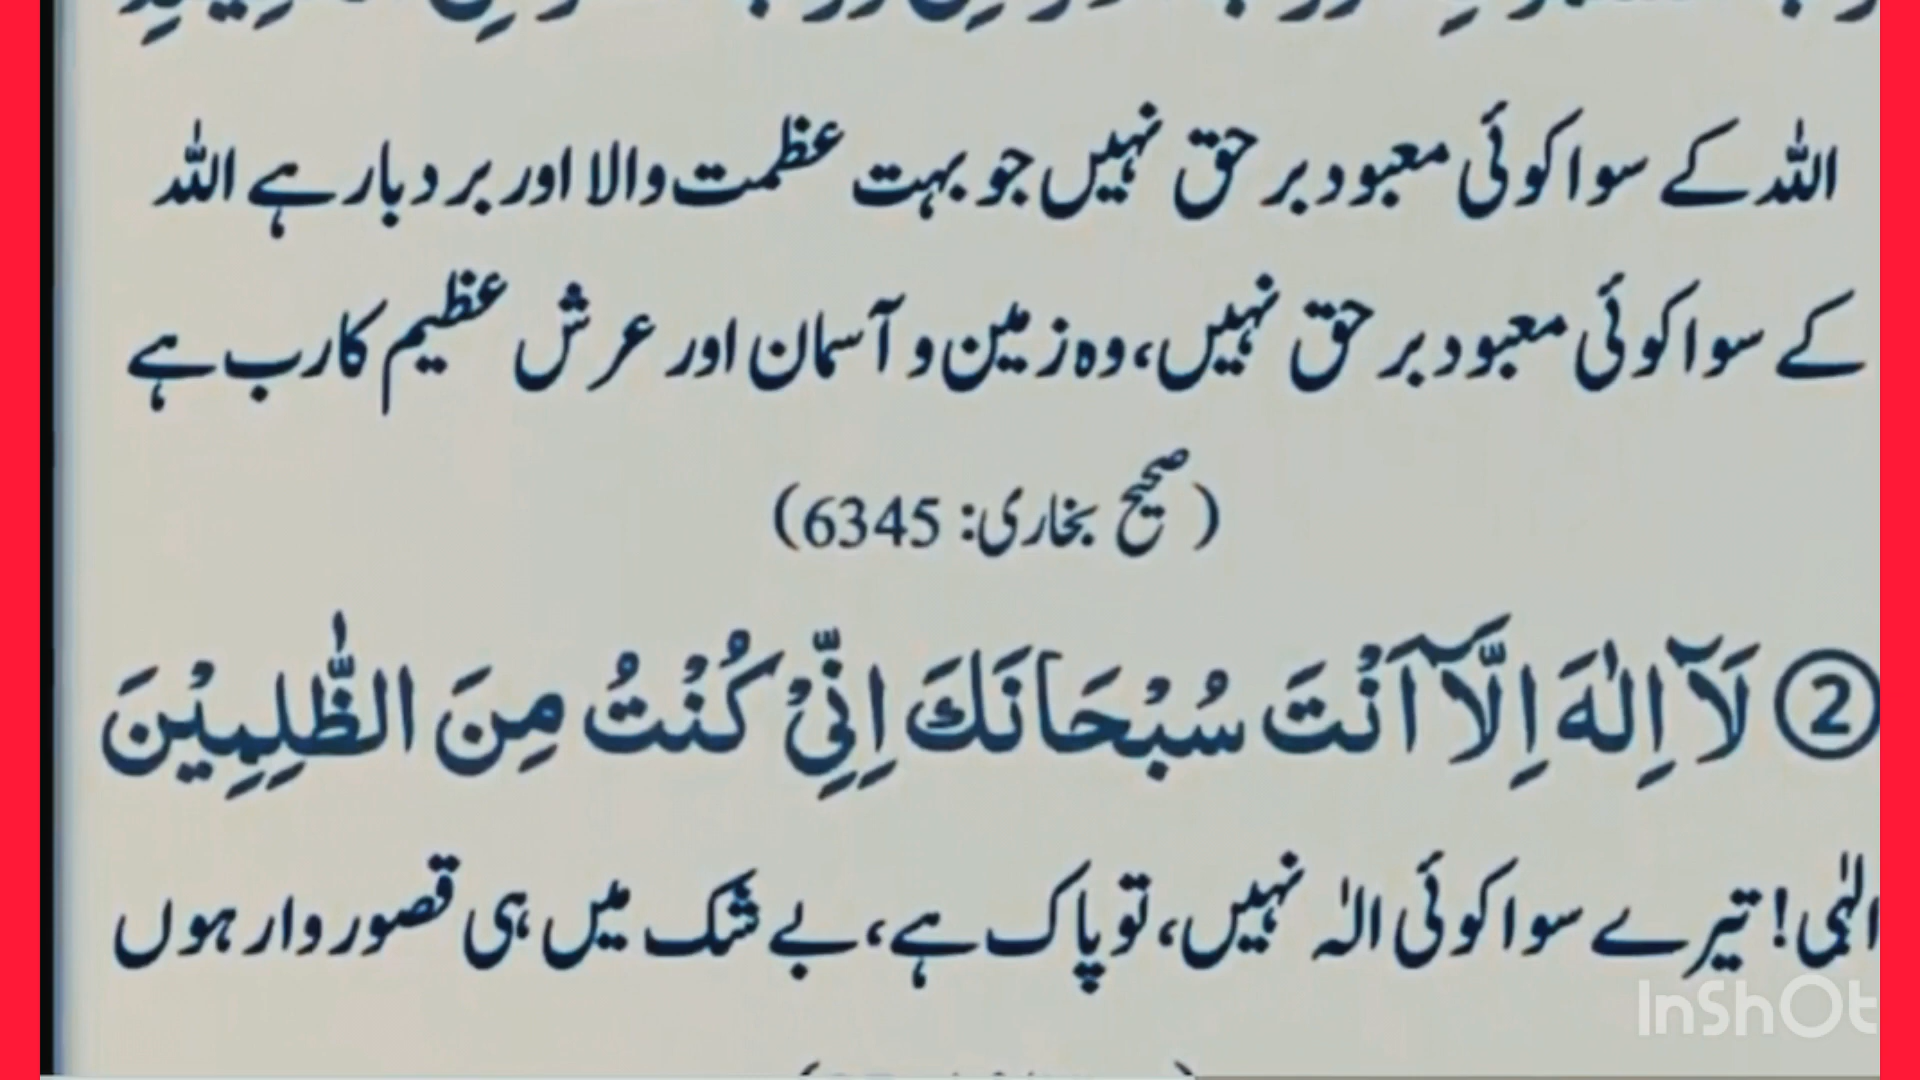 اللہ کے سوا کوئی معبود برحق نہیں جو بہت عظمت والا اور بردبار ہے اللہ
کے سوا کوئی معبود برحق نہیں، وہ زمین و آسمان اور عرش عظیم کا رب ہے
(صحیح بخاری: 6345)
② لَآ اِلٰهَ اِلَّآ اَنْتَ سُبْحَانَكَ اِنِّيْ كُنْتُ مِنَ الظّٰلِمِيْنَ
الٰہی! تیرے سوا کوئی الٰہ نہیں، تو پاک ہے، بے شک میں ہی قصوروار ہوں
InShOt